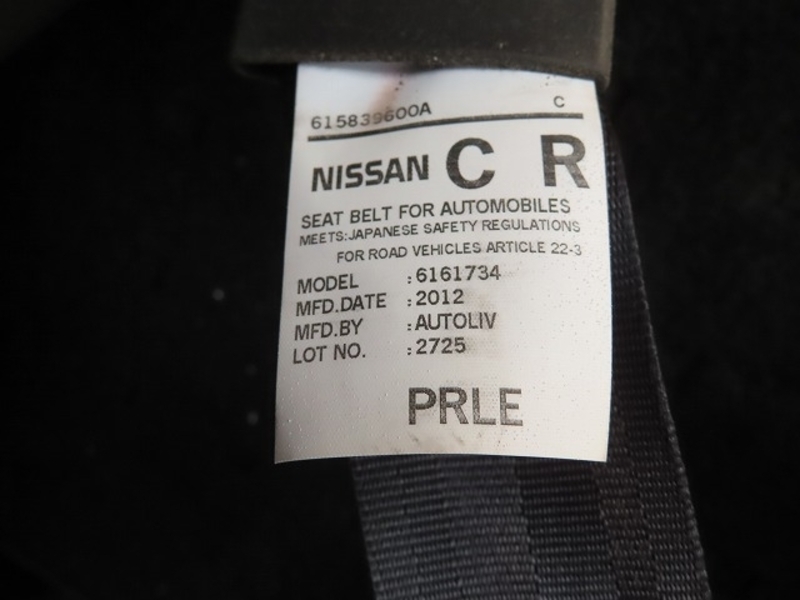 615839600A C
NISSAN C R
SEAT BELT FOR AUTOMOBILES
MEETS:JAPANESE SAFETY REGULATIONS
FOR ROAD VEHICLES ARTICLE 22-3
MODEL :6161734
MFD.DATE :2012
MFD.BY :AUTOLIV
LOT NO. :2725
PRLE